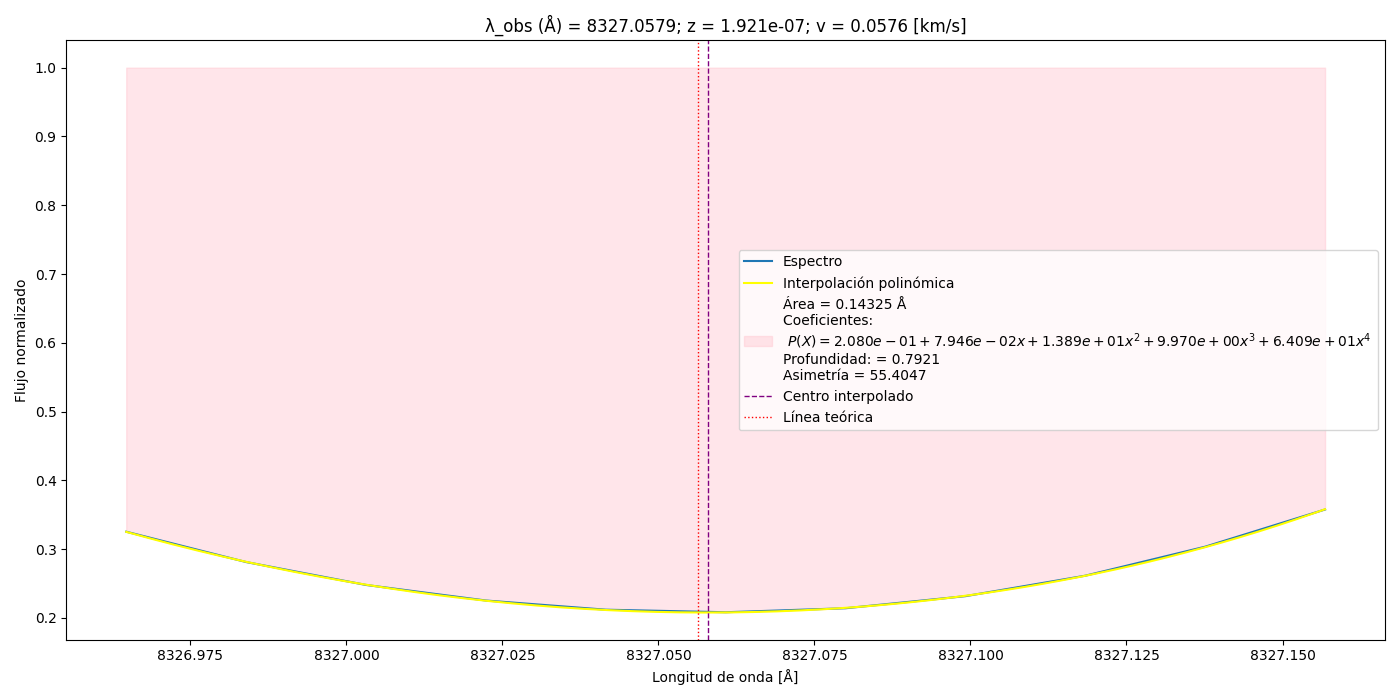 λ_obs (Å) = 8327.0579; z = 1.921e-07; v = 0.0576 [km/s]
Flujo normalizado
1.0
0.9
0.8
0.7
0.6
0.5
0.4
0.3
0.2
Espectro
Interpolación polinómica
Área = 0.14325 Å
Coeficientes:
P(X) = 2.080e − 01 + 7.946e − 02x + 1.389e + 01x² + 9.970e + 00x³ + 6.409e + 01x⁴
Profundidad: = 0.7921
Asimetría = 55.4047
Centro interpolado
Línea teórica
8326.975 8327.000 8327.025 8327.050 8327.075 8327.100 8327.125 8327.150
Longitud de onda [Å]